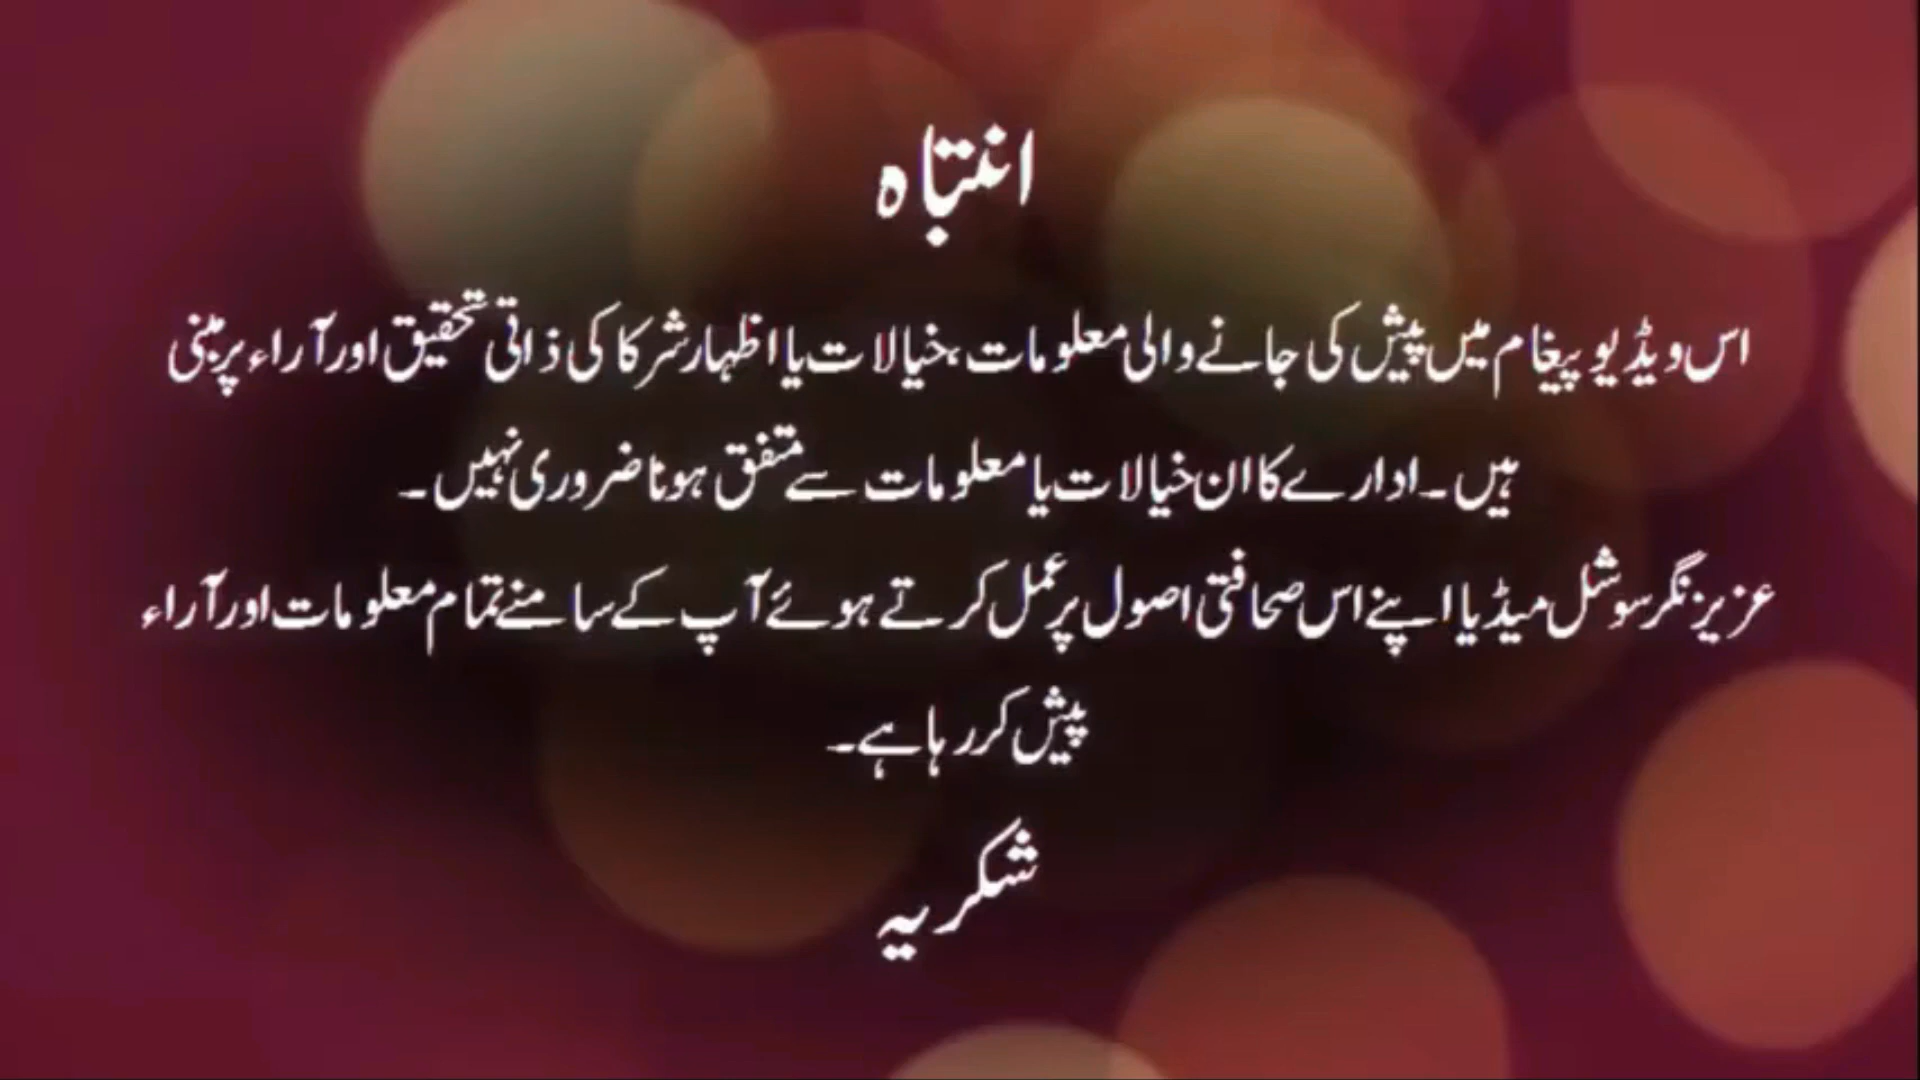 انتباہ
اس ویڈیو پیغام میں پیش کی جانے والی معلومات، خیالات یا اظہار شرکا کی ذاتی تحقیق اور آراء پر مبنی
ہیں۔ ادارے کا ان خیالات یا معلومات سے متفق ہونا ضروری نہیں۔
عزیز نگر سوشل میڈیا اپنے اس صحافتی اصول پر عمل کرتے ہوئے آپ کے سامنے تمام معلومات اور آراء
پیش کر رہا ہے۔
شکریہ